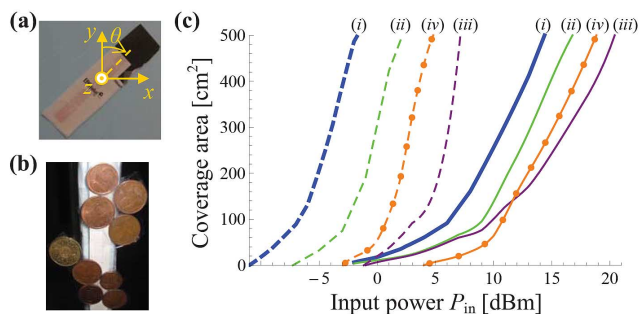 (a)
y θ
z x
(b)
(c)
(i) (ii) (iv) (iii) (i) (ii) (iv) (iii)
Coverage area [cm²]
500
400
300
200
100
0
−5 0 5 10 15 20
Input power Pin [dBm]